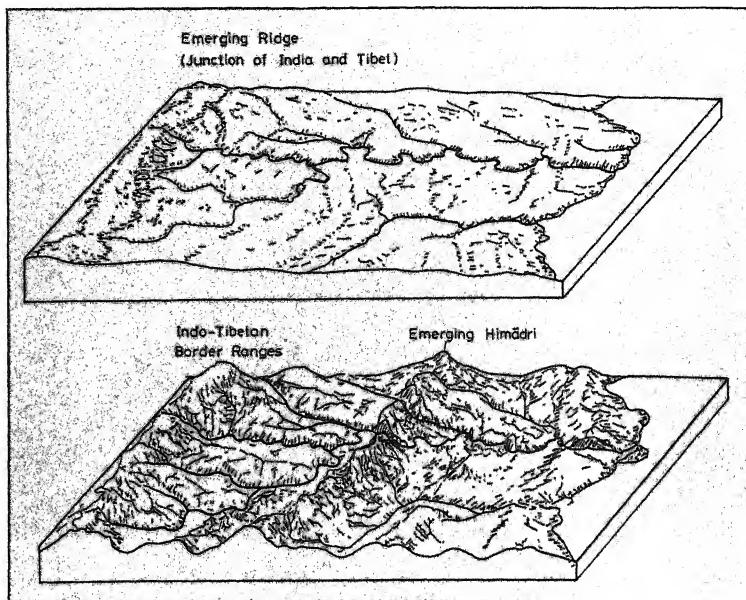 Emerging Ridge
(Junction of India and Tibet)
Indo-Tibetan
Border Ranges
Emerging Himādri